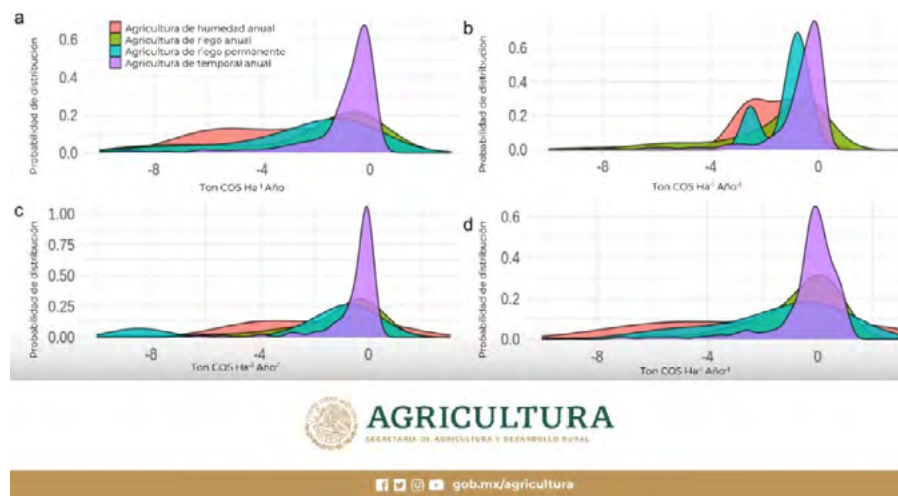 a
Agricultura de humedad anual
Agricultura de riego anual
Agricultura de riego permanente
Agricultura de temporal anual
Probabilidad de distribución
0.6
0.4
0.2
0.0
-8
-4
0
Ton COS Ha⁻¹ Año
b
Probabilidad de distribución
0.6
0.4
0.2
0.0
-8
-4
0
Ton COS Ha⁻¹ Año⁻¹
c
Probabilidad de distribución
1.00
0.75
0.50
0.25
0.00
-8
-4
0
Ton COS Ha⁻¹ Año⁻¹
d
Probabilidad de distribución
0.6
0.4
0.2
0.0
-8
-4
0
Ton COS Ha⁻¹ Año⁻¹
AGRICULTURA
SECRETARÍA DE AGRICULTURA Y DESARROLLO RURAL
gob.mx/agricultura